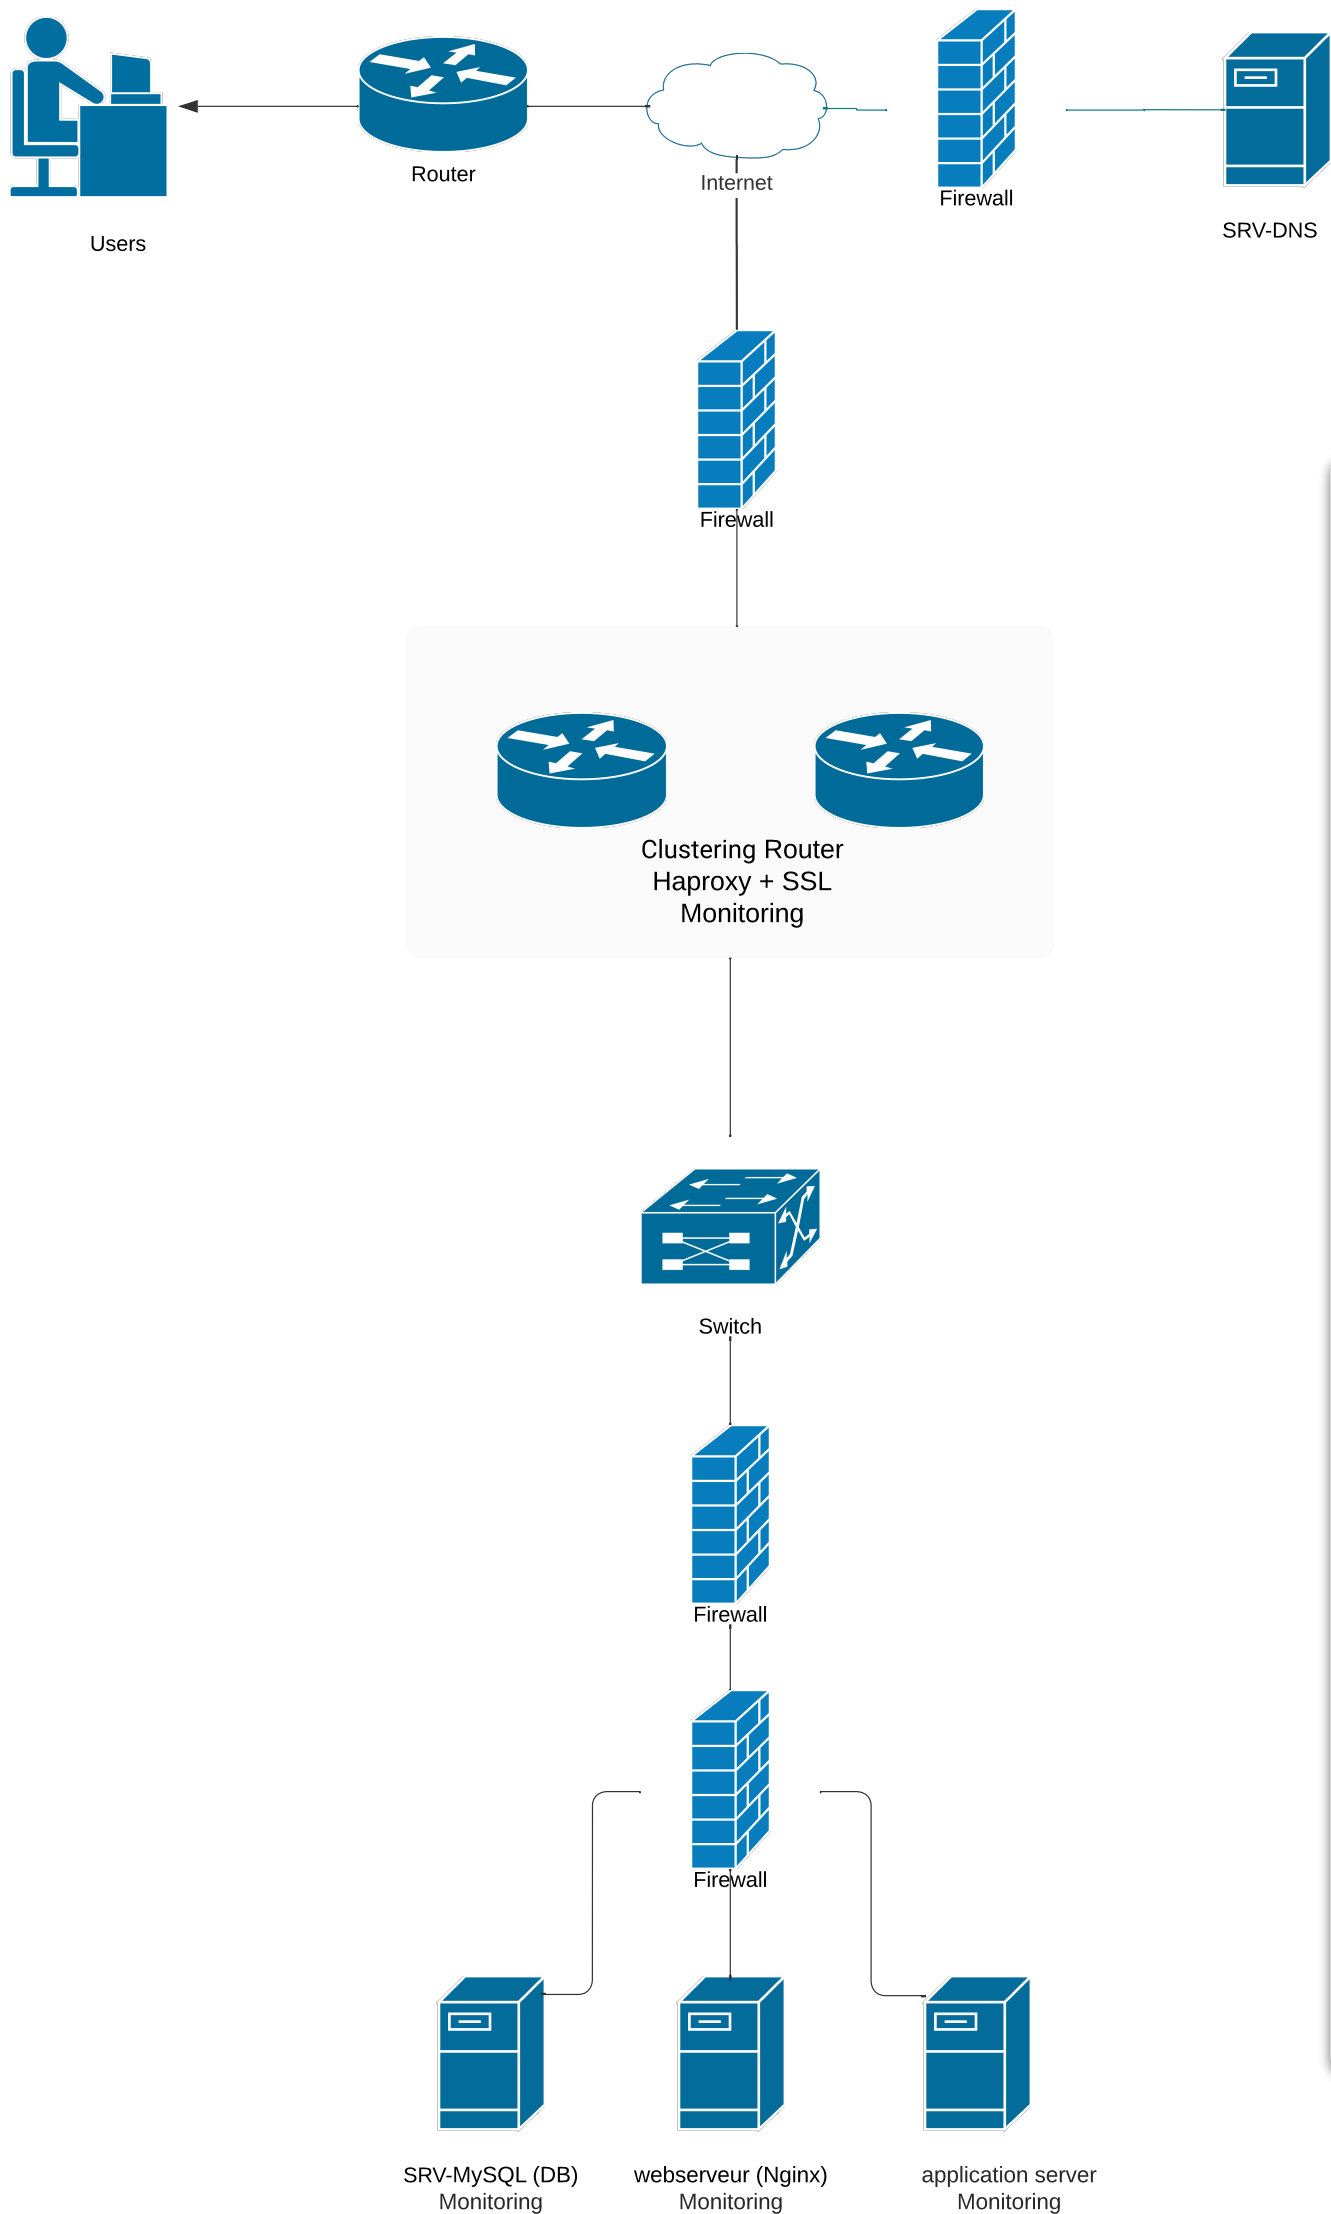 Router
Internet
Firewall
Users
SRV-DNS
Firewall
Clustering Router
Haproxy + SSL
Monitoring
Switch
Firewall
Firewall
SRV-MySQL (DB)
Monitoring
webserveur (Nginx)
Monitoring
application server
Monitoring